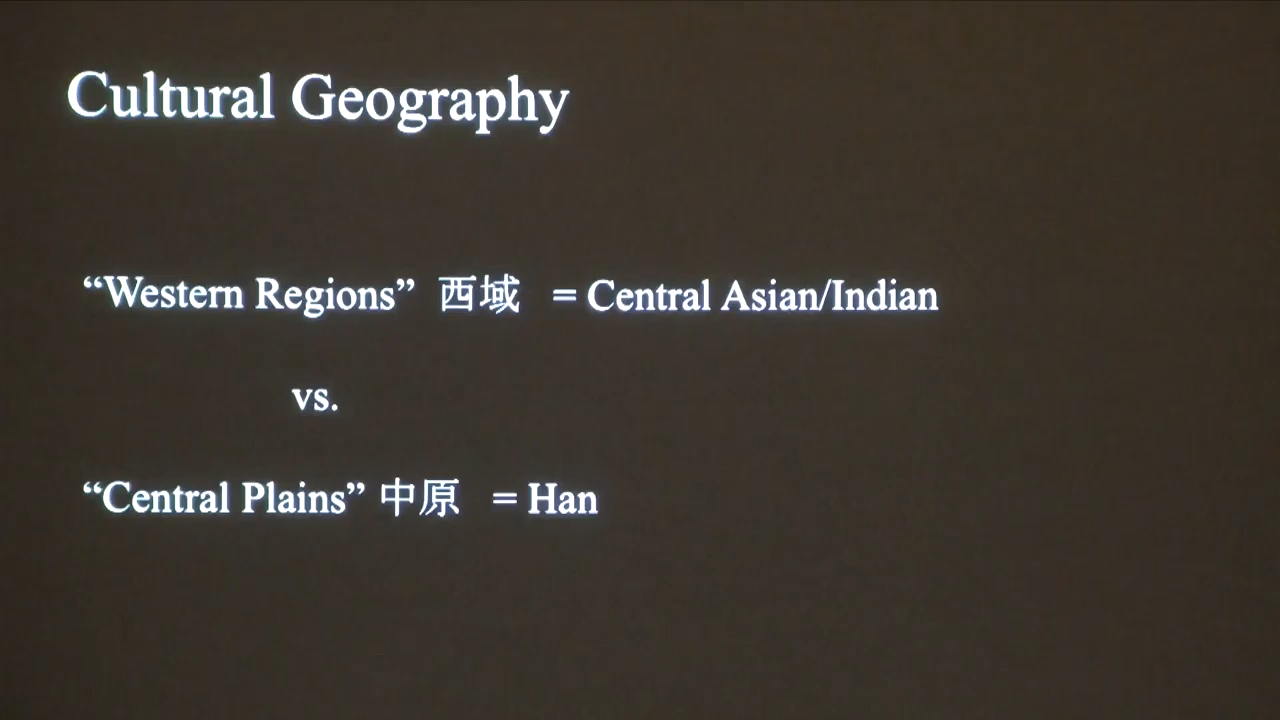 Cultural Geography
“Western Regions” 西域 = Central Asian/Indian
vs.
“Central Plains” 中原 = Han